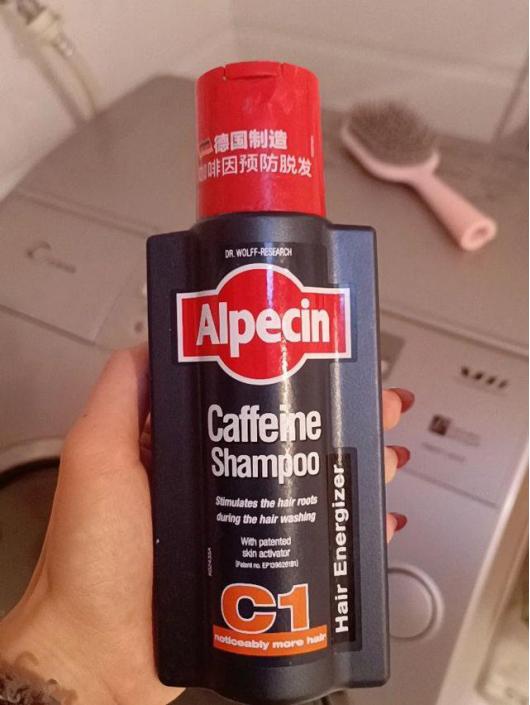 德国制造
咖啡因预防脱发
DR. WOLFF-RESEARCH
Alpecin
Caffeine
Shampoo
Stimulates the hair roots
during the hair washing
With patented
skin activator
Hair Energizer
C1
noticeably more hair